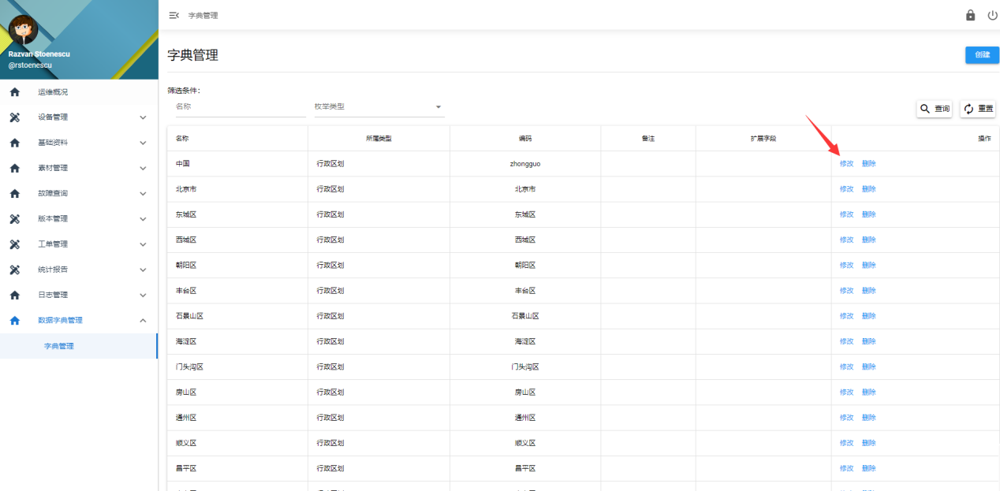 字典管理
Razvan Stoenescu
@rstoenescu
字典管理
创建
运维概况
设备管理
基础资料
素材管理
故障查询
版本管理
工单管理
统计报告
日志管理
数据字典管理
字典管理
筛选条件：
名称 枚举类型 查询 重置
名称 所属类型 编码 备注 扩展字段 操作
中国 行政区划 zhongguo 修改 删除
北京市 行政区划 北京市 修改 删除
东城区 行政区划 东城区 修改 删除
西城区 行政区划 西城区 修改 删除
朝阳区 行政区划 朝阳区 修改 删除
丰台区 行政区划 丰台区 修改 删除
石景山区 行政区划 石景山区 修改 删除
海淀区 行政区划 海淀区 修改 删除
门头沟区 行政区划 门头沟区 修改 删除
房山区 行政区划 房山区 修改 删除
通州区 行政区划 通州区 修改 删除
顺义区 行政区划 顺义区 修改 删除
昌平区 行政区划 昌平区 修改 删除